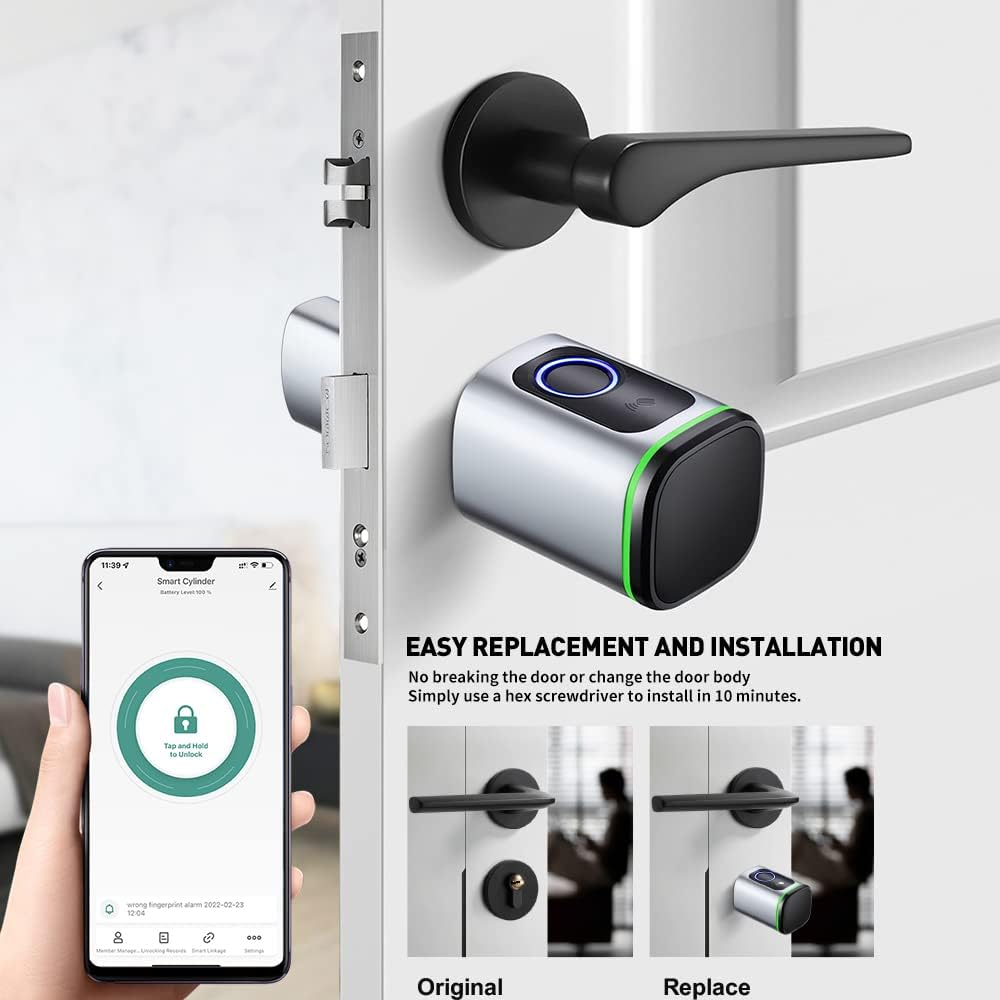 11:39
Smart Cylinder
Battery Level 100 %
Tap and Hold
to Unlock
wrong fingerprint alarm 2022-02-23
12:04
Member Manage... Unlocking Records Smart Linkage Settings
EASY REPLACEMENT AND INSTALLATION
No breaking the door or change the door body
Simply use a hex screwdriver to install in 10 minutes.
Original
Replace